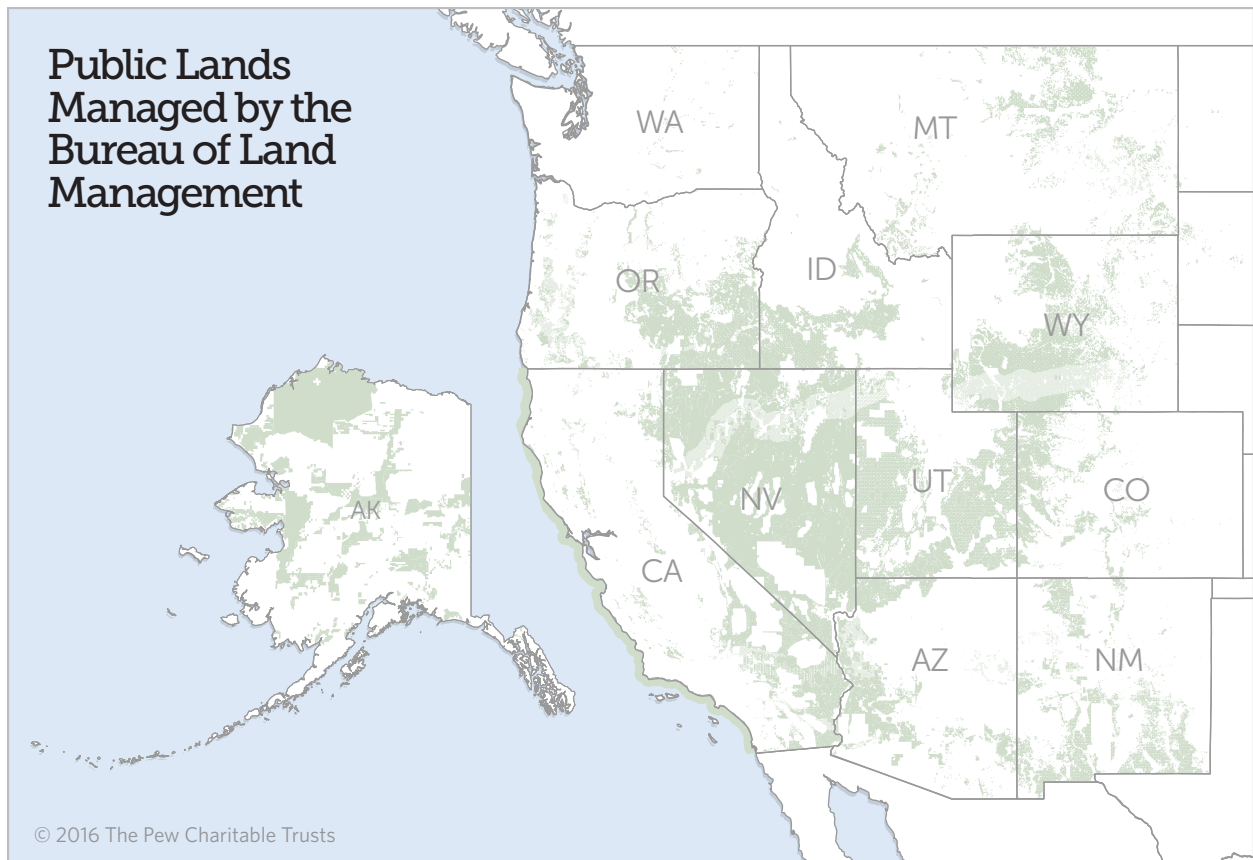 Public Lands
Managed by the
Bureau of Land
Management
WA
MT
OR
ID
WY
AK
NV
UT
CO
CA
AZ
NM
© 2016 The Pew Charitable Trusts